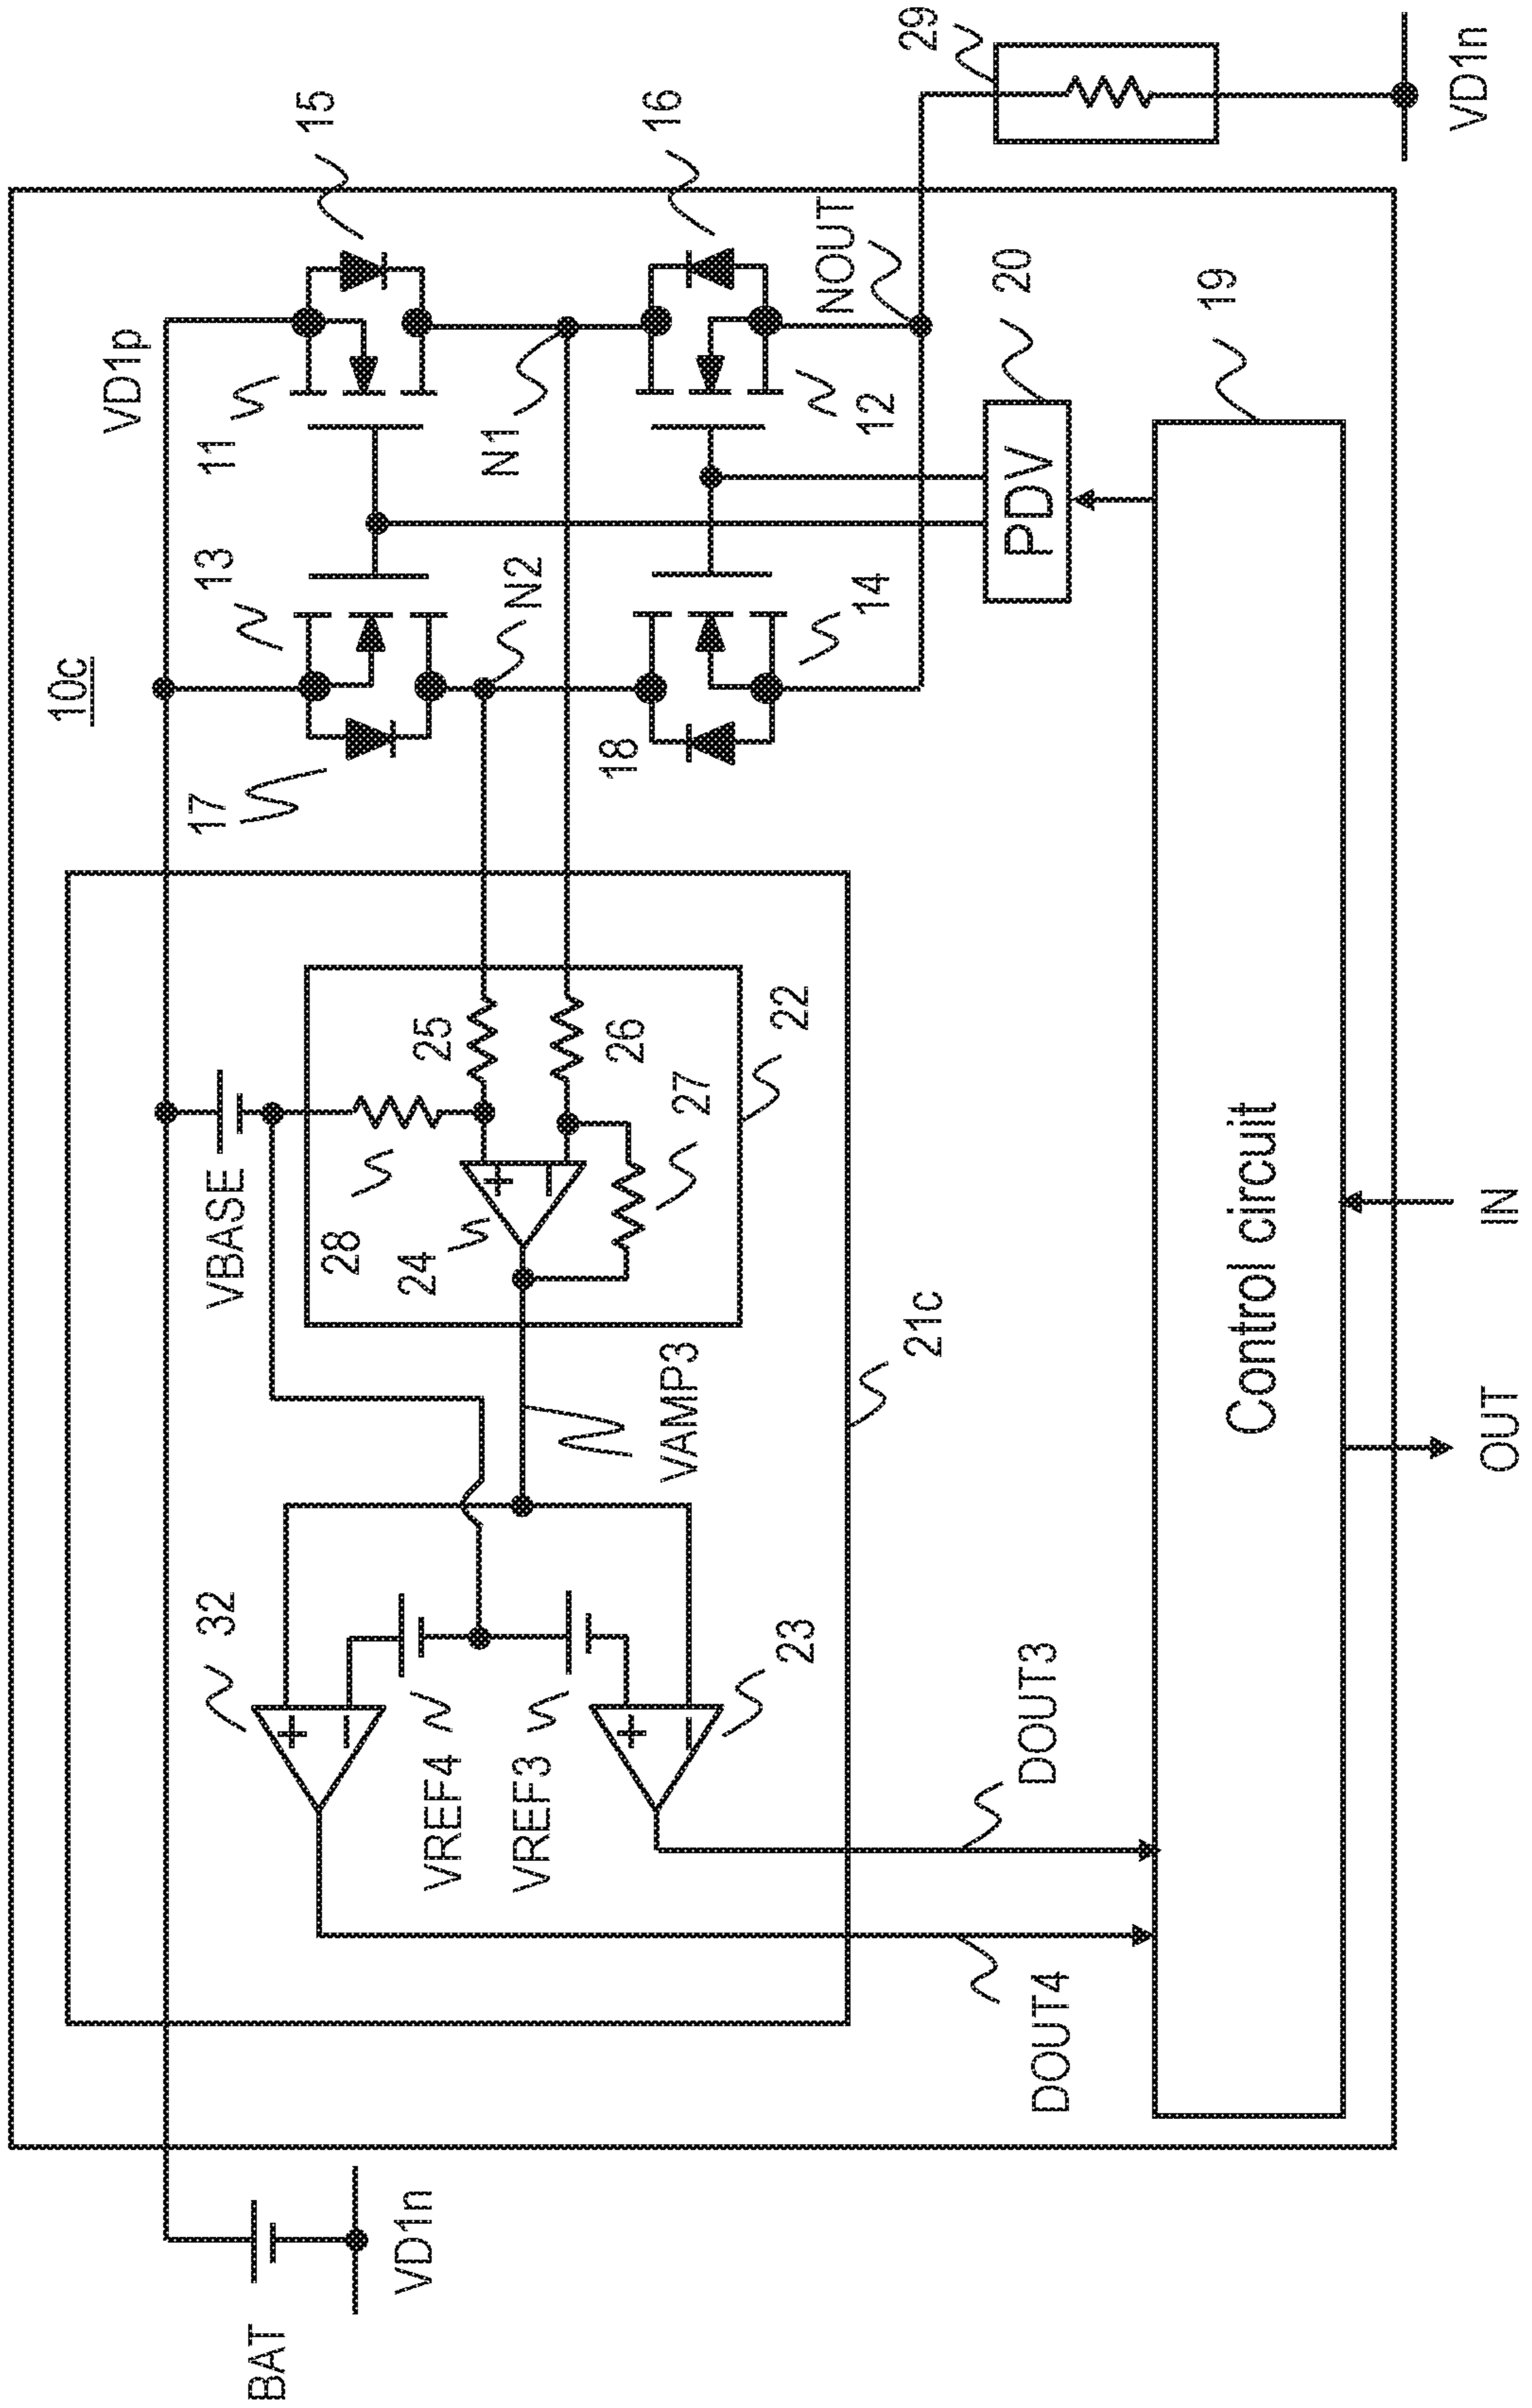 10c
BAT
VD1n
VD1p
VBASE
32
VREF4
VREF3
23
VAMP3
28
24
25
26
27
22
21c
17
13
11
15
N2
N1
18
14
12
16
NOUT
29
VD1n
20
PDV
19
DOUT3
DOUT4
Control circuit
OUT
IN
+
−
+
−
+
−